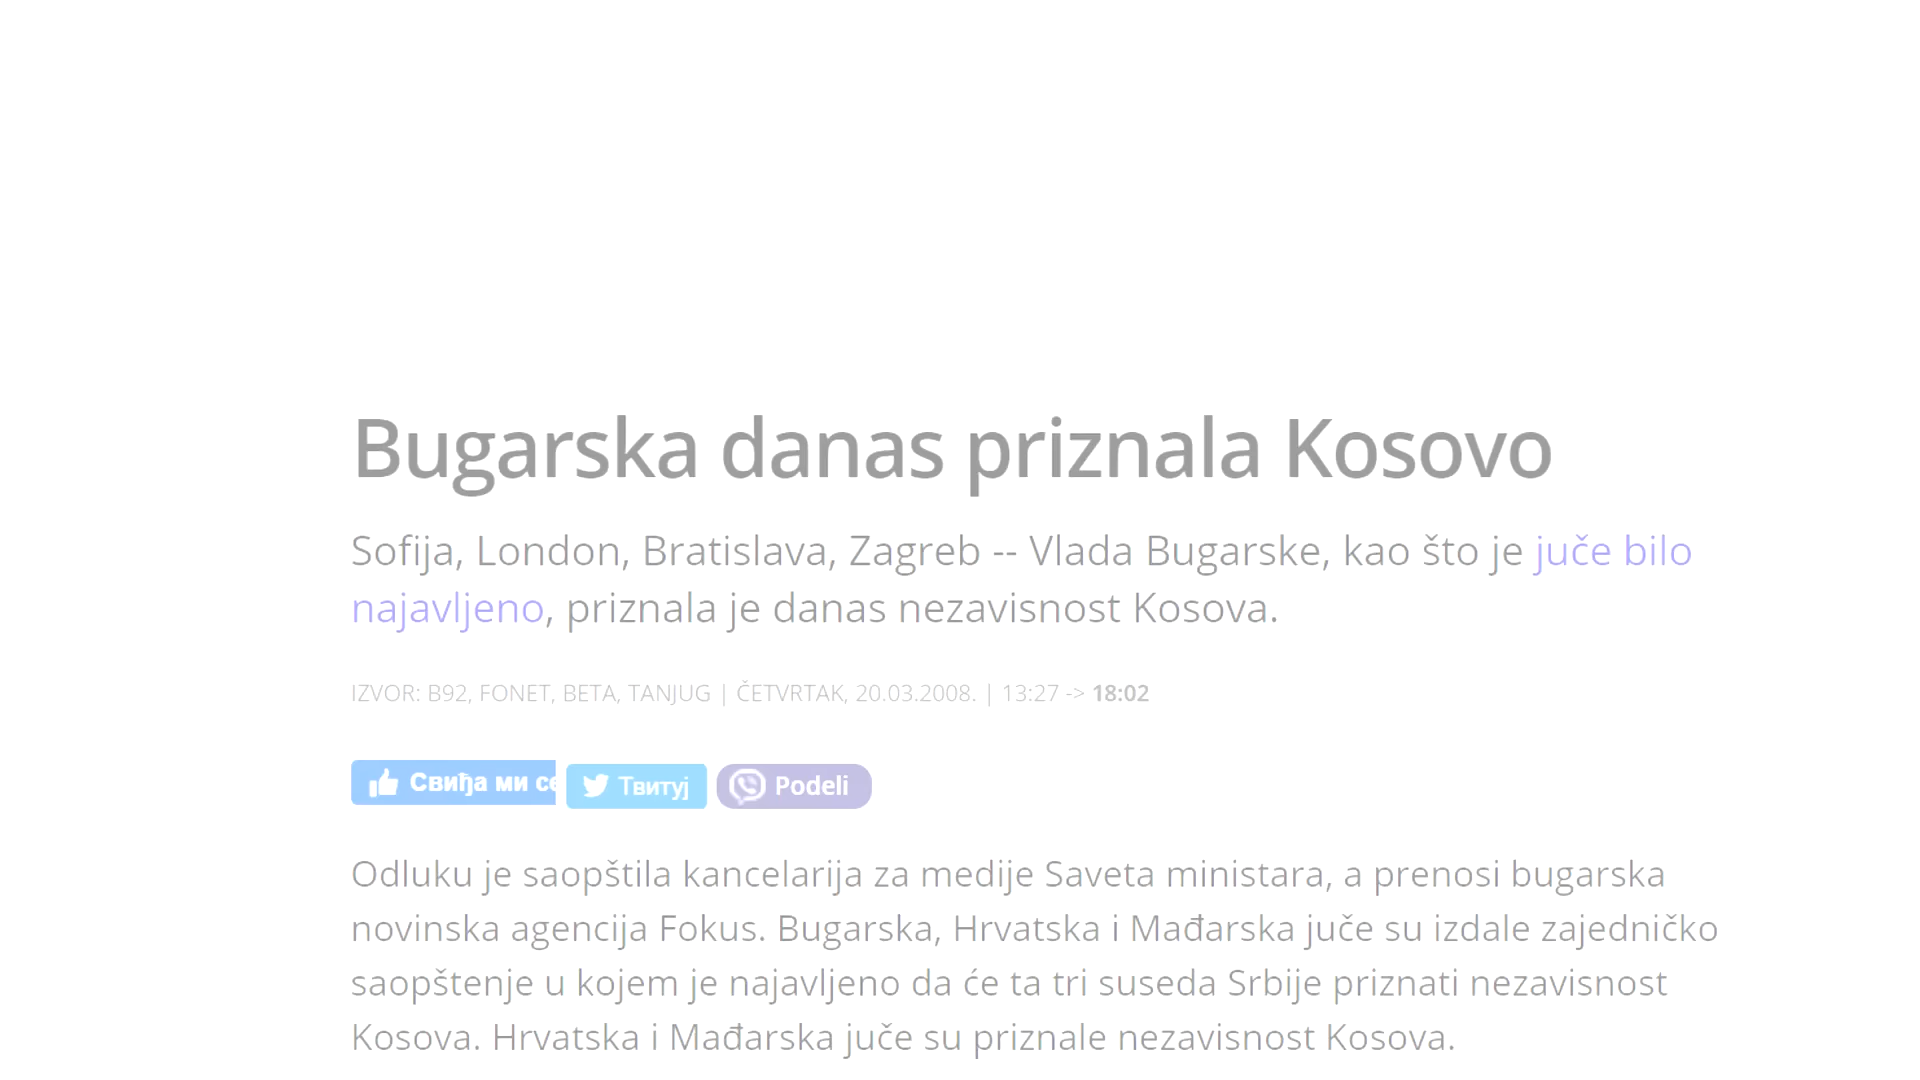 Bugarska danas priznala Kosovo
Sofija, London, Bratislava, Zagreb -- Vlada Bugarske, kao što je juče bilo
najavljeno, priznala je danas nezavisnost Kosova.
IZVOR: B92, FONET, BETA, TANJUG | ČETVRTAK, 20.03.2008. | 13:27 -> 18:02
Свиђа ми се Твитуј Podeli
Odluku je saopštila kancelarija za medije Saveta ministara, a prenosi bugarska
novinska agencija Fokus. Bugarska, Hrvatska i Mađarska juče su izdale zajedničko
saopštenje u kojem je najavljeno da će ta tri suseda Srbije priznati nezavisnost
Kosova. Hrvatska i Mađarska juče su priznale nezavisnost Kosova.